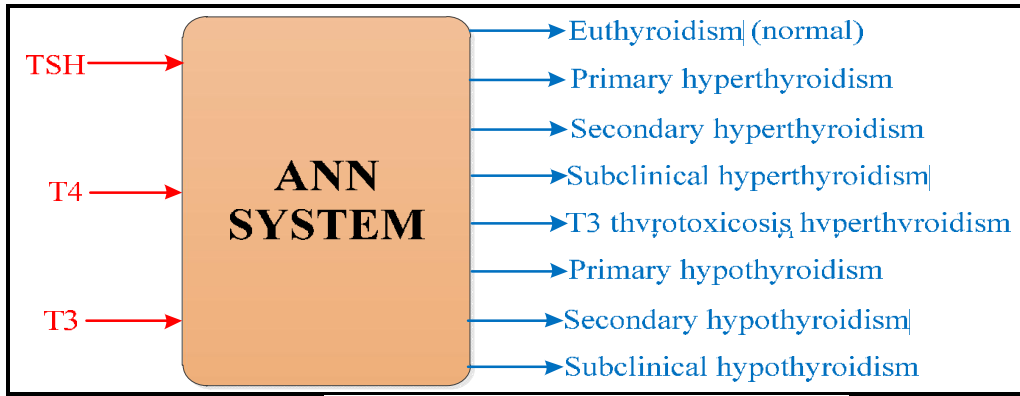 TSH
T4
T3
ANN
SYSTEM
Euthyroidism (normal)
Primary hyperthyroidism
Secondary hyperthyroidism
Subclinical hyperthyroidism
T3 thyrotoxicosis hyperthyroidism
Primary hypothyroidism
Secondary hypothyroidism
Subclinical hypothyroidism